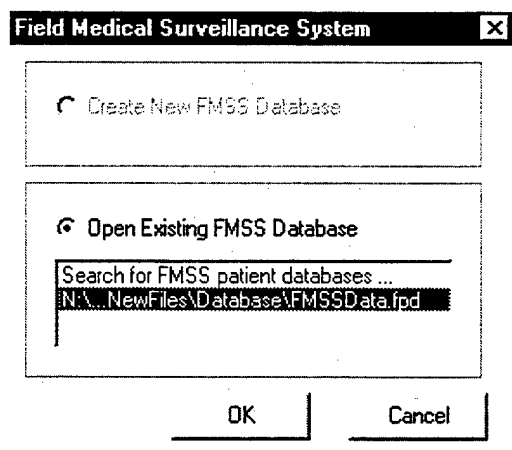 Field Medical Surveillance System
Create New FMSS Database
Open Existing FMSS Database
Search for FMSS patient databases ...
N:\...NewFiles\Database\FMSSData.fpd
OK
Cancel